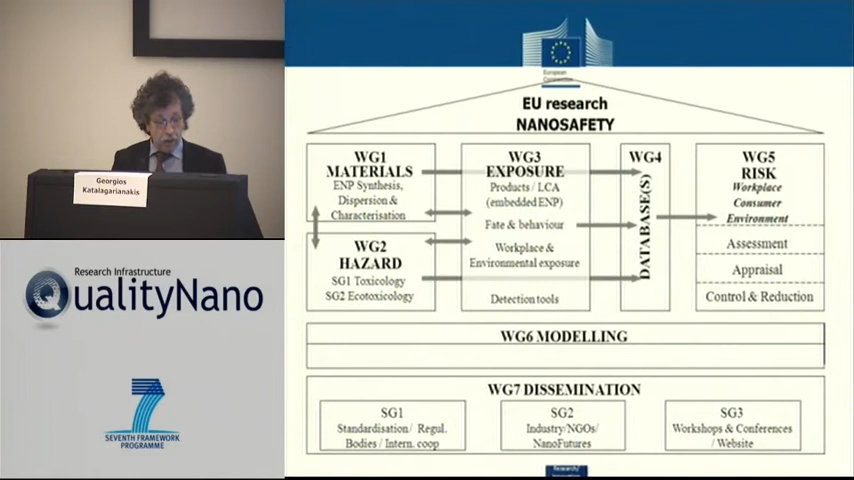 Georgios
Katalagarianakis
Research Infrastructure
QualityNano
7
SEVENTH FRAMEWORK
PROGRAMME
European
Commission
EU research
NANOSAFETY
WG1
MATERIALS
ENP Synthesis,
Dispersion &
Characterisation
WG2
HAZARD
SG1 Toxicology
SG2 Ecotoxicology
WG3
EXPOSURE
Products / LCA
(embedded ENP)
Fate & behaviour
Workplace &
Environmental exposure
Detection tools
WG4
DATABASE(S)
WG5
RISK
Workplace
Consumer
Environment
Assessment
Appraisal
Control & Reduction
WG6 MODELLING
WG7 DISSEMINATION
SG1
Standardisation/ Regul.
Bodies / Intern. coop
SG2
Industry/NGOs/
NanoFutures
SG3
Workshops & Conferences
/ Website
Research/